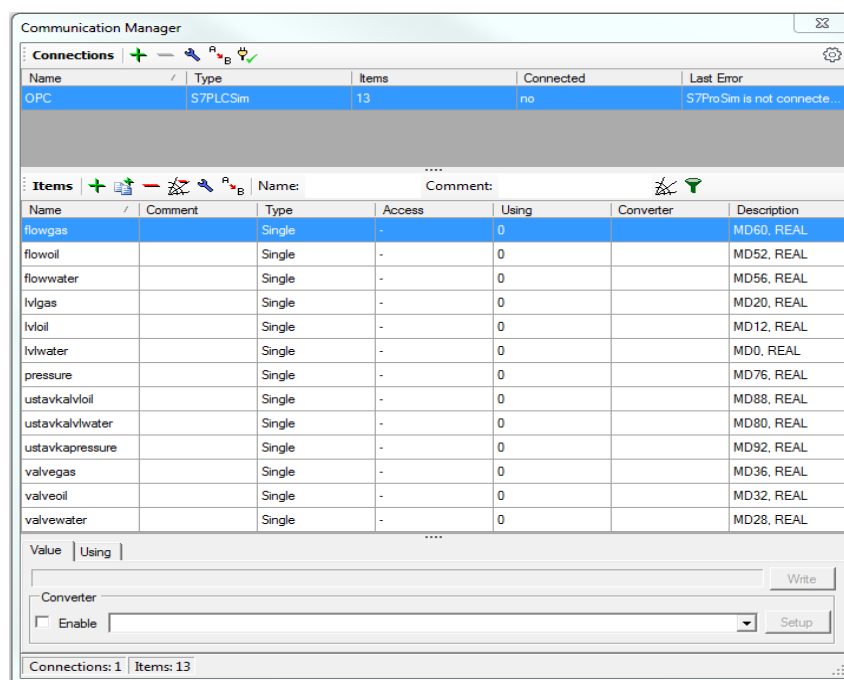 Communication Manager
Connections A B
Name / Type Items Connected Last Error
OPC S7PLCSim 13 no S7ProSim is not connecte...
Items A B Name: Comment:
Name / Comment Type Access Using Converter Description
flowgas Single - 0 MD60, REAL
flowoil Single - 0 MD52, REAL
flowwater Single - 0 MD56, REAL
lvlgas Single - 0 MD20, REAL
lvloil Single - 0 MD12, REAL
lvlwater Single - 0 MD0, REAL
pressure Single - 0 MD76, REAL
ustavkalvloil Single - 0 MD88, REAL
ustavkalvlwater Single - 0 MD80, REAL
ustavkapressure Single - 0 MD92, REAL
valvegas Single - 0 MD36, REAL
valveoil Single - 0 MD32, REAL
valvewater Single - 0 MD28, REAL
Value Using
Write
Converter
Enable Setup
Connections: 1 Items: 13